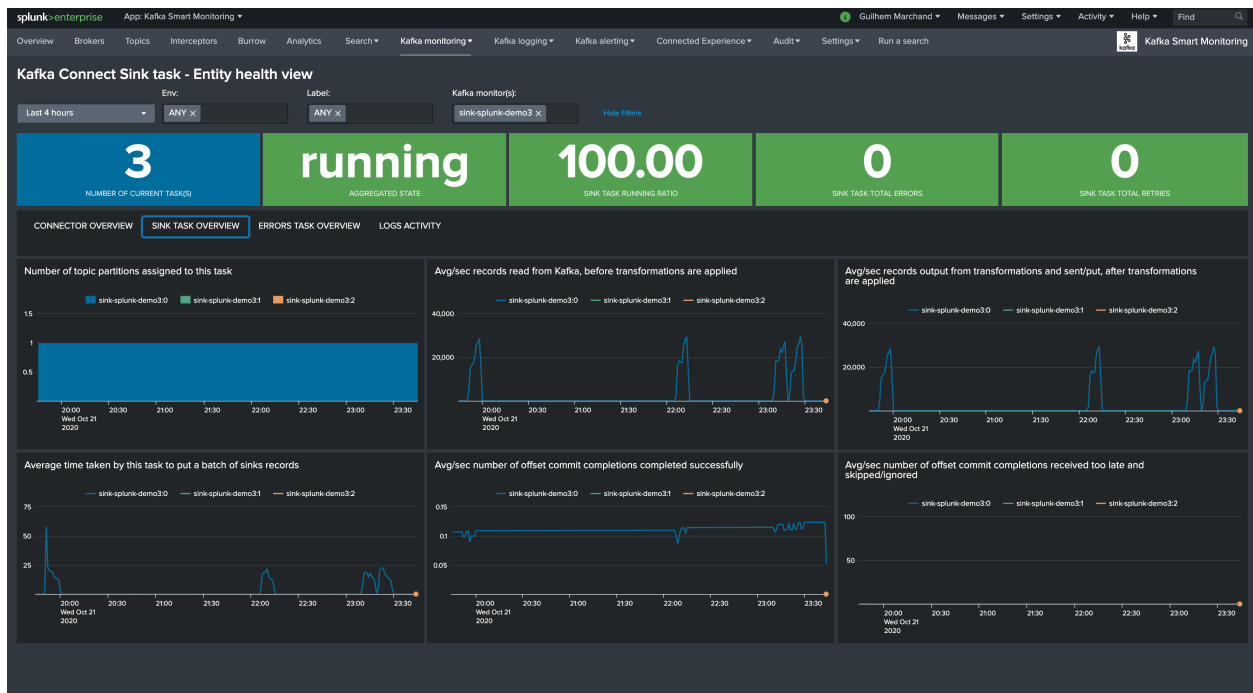 splunk>enterprise App: Kafka Smart Monitoring i Guilhem Marchand Messages Settings Activity Help Find
Overview Brokers Topics Interceptors Burrow Analytics Search Kafka monitoring Kafka logging Kafka alerting Connected Experience Audit Settings Run a search kafka Kafka Smart Monitoring
Kafka Connect Sink task - Entity health view
Env: Label: Kafka monitor(s):
Last 4 hours ANY × ANY × sink-splunk-demo3 × Hide Filters
3 running 100.00 0 0
NUMBER OF CURRENT TASK(S) AGGREGATED STATE SINK TASK RUNNING RATIO SINK TASK TOTAL ERRORS SINK TASK TOTAL RETRIES
CONNECTOR OVERVIEW SINK TASK OVERVIEW ERRORS TASK OVERVIEW LOGS ACTIVITY
Number of topic partitions assigned to this task
sink-splunk-demo3:0 sink-splunk-demo3:1 sink-splunk-demo3:2
1.5
1
0.5
20:00 20:30 21:00 21:30 22:00 22:30 23:00 23:30
Wed Oct 21
2020
Avg/sec records read from Kafka, before transformations are applied
sink-splunk-demo3:0 sink-splunk-demo3:1 sink-splunk-demo3:2
40,000
20,000
20:00 20:30 21:00 21:30 22:00 22:30 23:00 23:30
Wed Oct 21
2020
Avg/sec records output from transformations and sent/put, after transformations
are applied
sink-splunk-demo3:0 sink-splunk-demo3:1 sink-splunk-demo3:2
40,000
20,000
20:00 20:30 21:00 21:30 22:00 22:30 23:00 23:30
Wed Oct 21
2020
Average time taken by this task to put a batch of sinks records
sink-splunk-demo3:0 sink-splunk-demo3:1 sink-splunk-demo3:2
75
50
25
20:00 20:30 21:00 21:30 22:00 22:30 23:00 23:30
Wed Oct 21
2020
Avg/sec number of offset commit completions completed successfully
sink-splunk-demo3:0 sink-splunk-demo3:1 sink-splunk-demo3:2
0.15
0.1
0.05
20:00 20:30 21:00 21:30 22:00 22:30 23:00 23:30
Wed Oct 21
2020
Avg/sec number of offset commit completions received too late and
skipped/ignored
sink-splunk-demo3:0 sink-splunk-demo3:1 sink-splunk-demo3:2
100
50
20:00 20:30 21:00 21:30 22:00 22:30 23:00 23:30
Wed Oct 21
2020